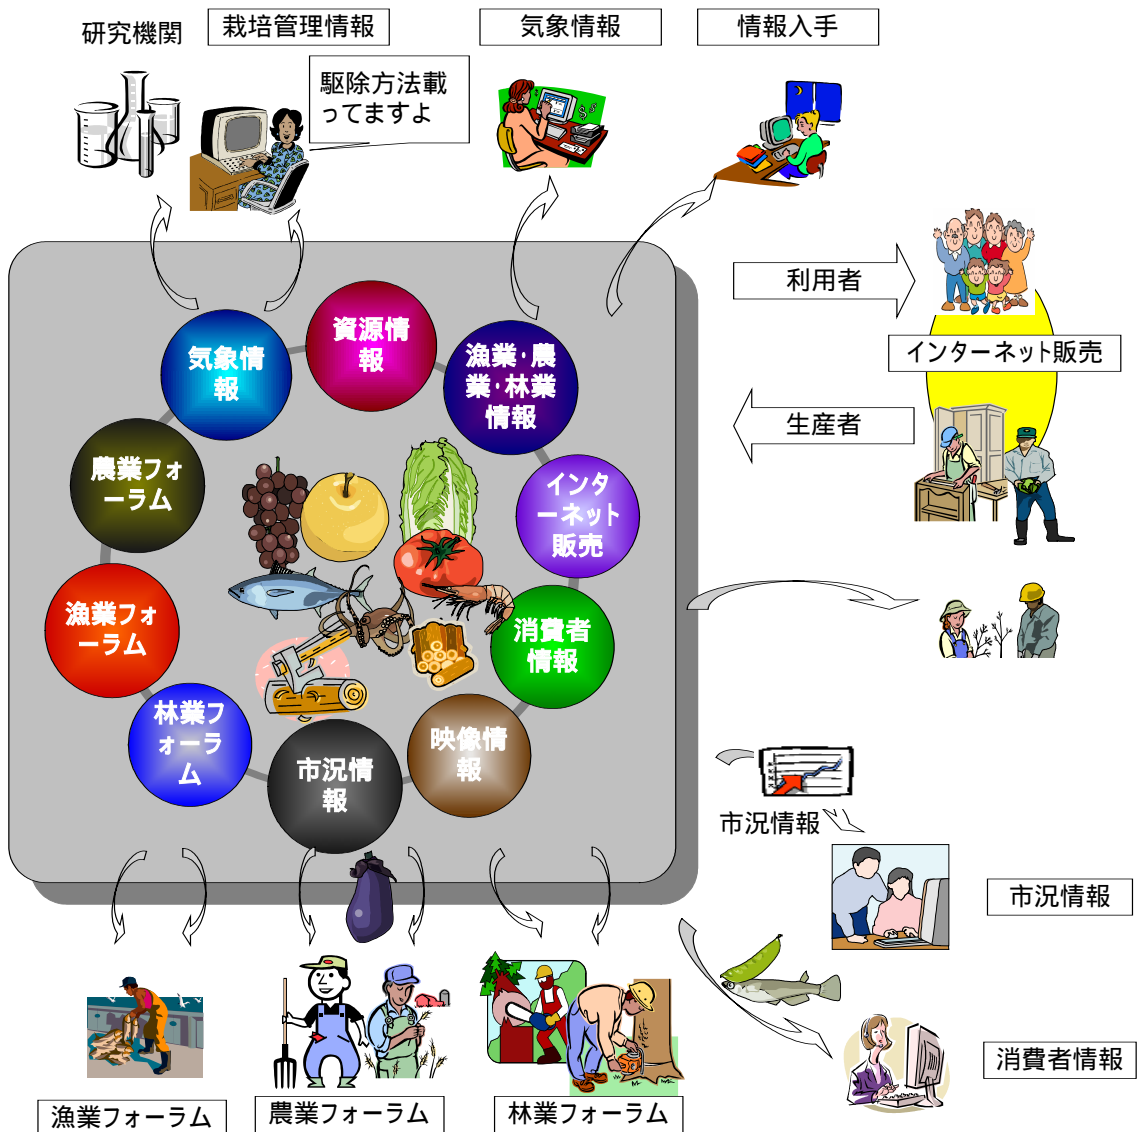 研究機関
栽培管理情報
気象情報
情報入手
駆除方法載
ってますよ
利用者
インターネット販売
生産者
資源情
報
気象情
報
漁業・農
業・林業
情報
農業フォ
ーラム
インタ
ーネット
販売
漁業フォ
ーラム
消費者
情報
林業フ
ォーラ
ム
市況情
報
映像情
報
市況情報
市況情報
消費者情報
漁業フォーラム
農業フォーラム
林業フォーラム